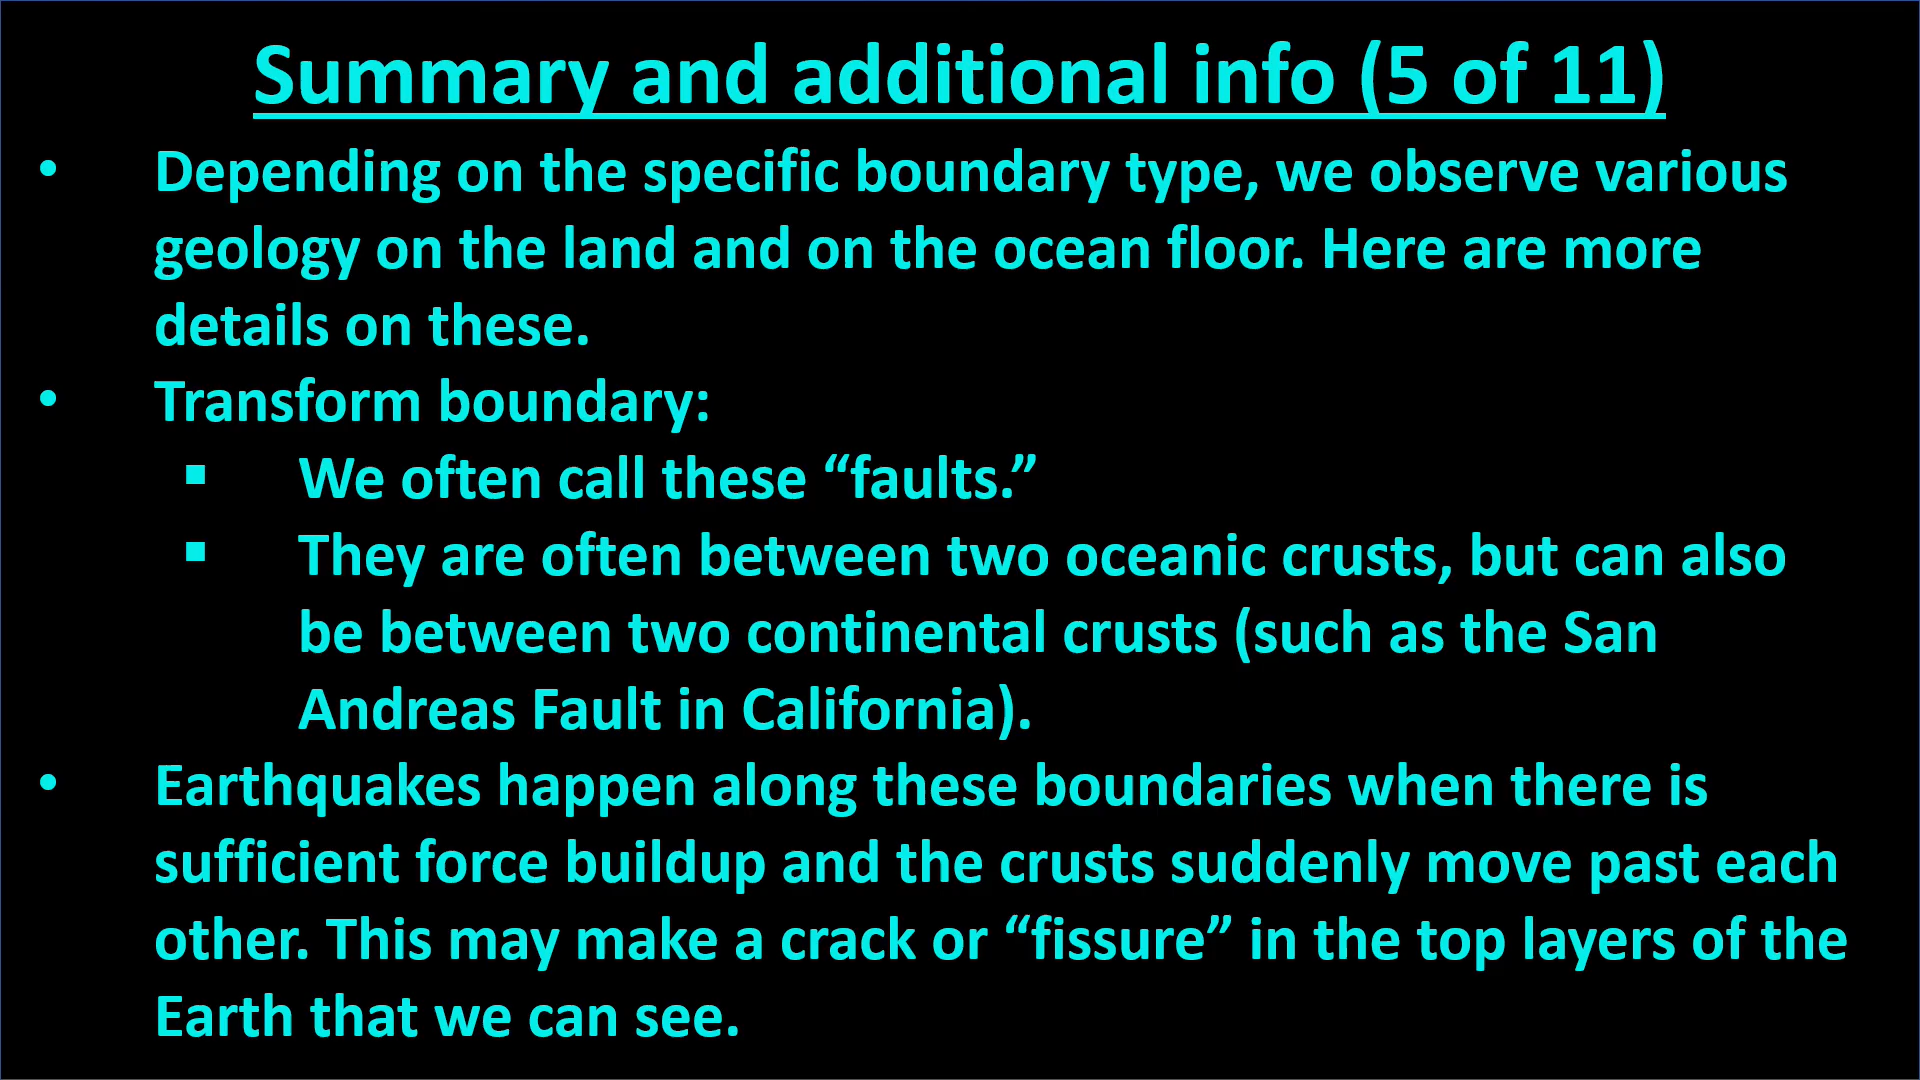 Summary and additional info (5 of 11)
• Depending on the specific boundary type, we observe various
geology on the land and on the ocean floor. Here are more
details on these.
• Transform boundary:
▪ We often call these “faults.”
▪ They are often between two oceanic crusts, but can also
be between two continental crusts (such as the San
Andreas Fault in California).
• Earthquakes happen along these boundaries when there is
sufficient force buildup and the crusts suddenly move past each
other. This may make a crack or “fissure” in the top layers of the
Earth that we can see.